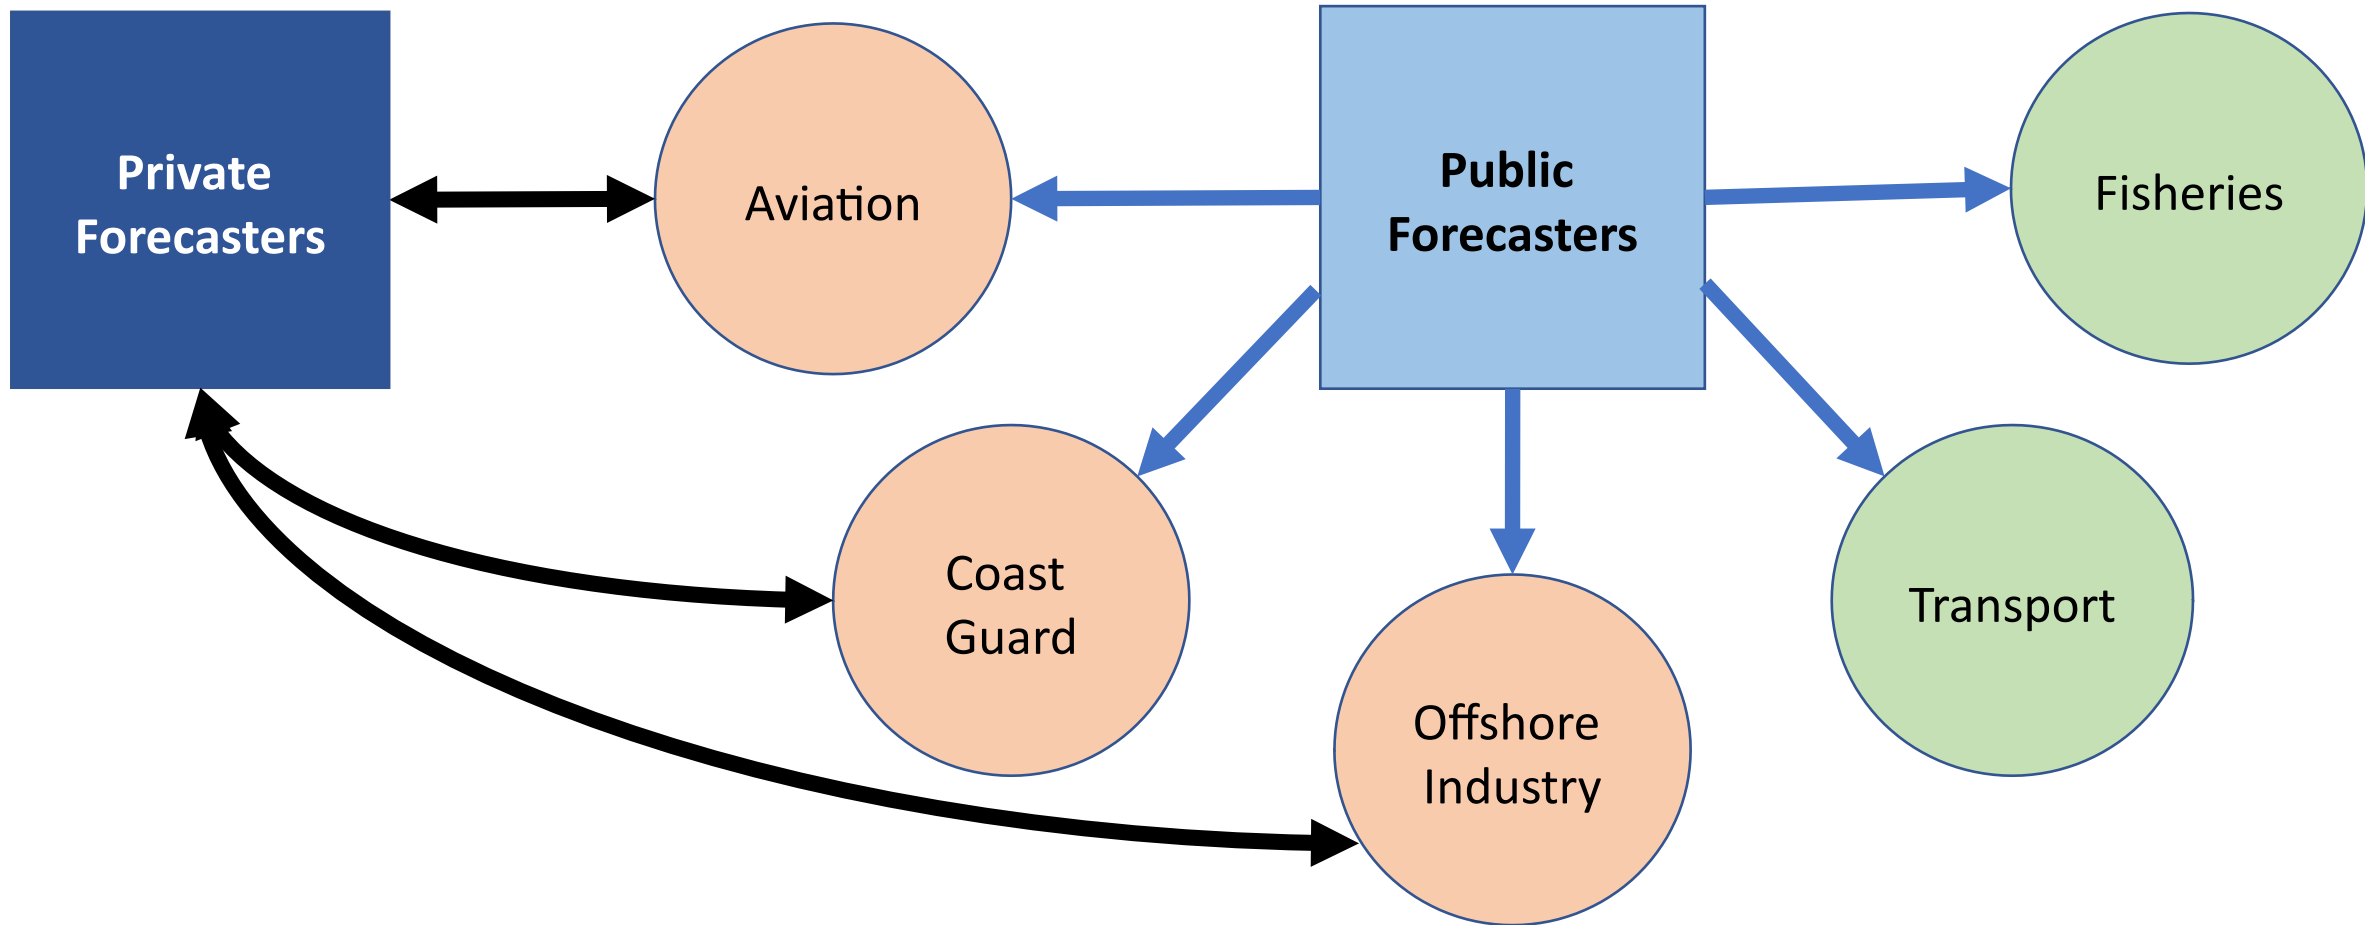 Private
Forecasters
Aviation
Public
Forecasters
Fisheries
Coast
Guard
Offshore
Industry
Transport